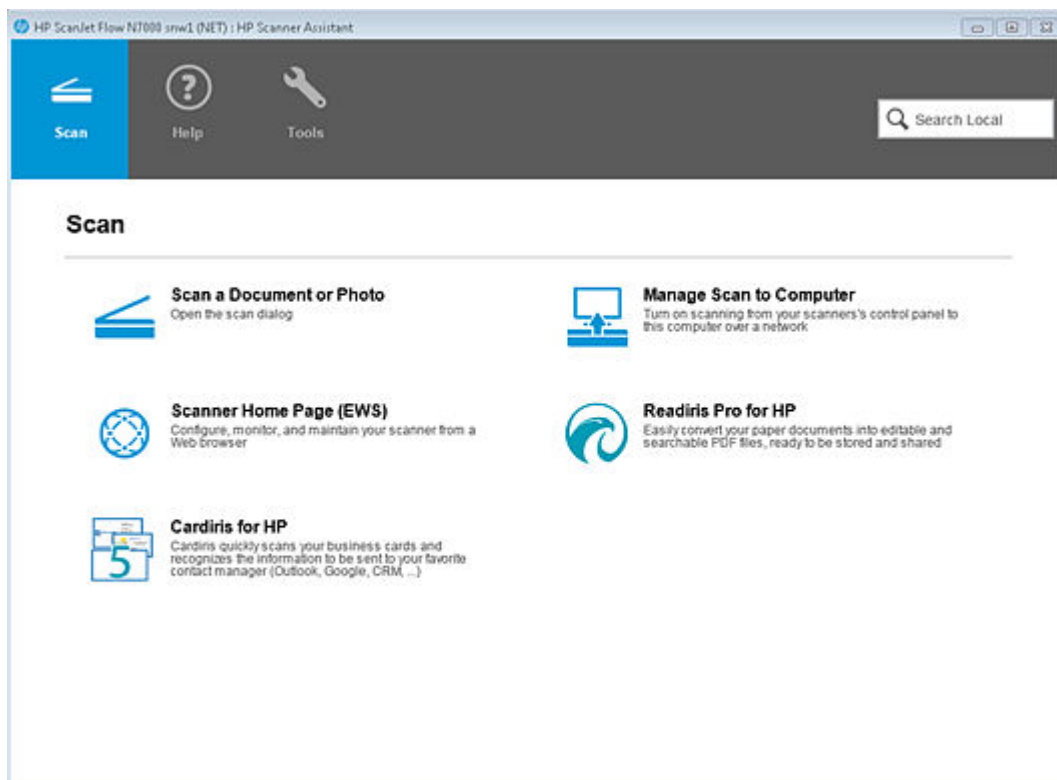 HP ScanJet Flow N7000 snw1 (NET) : HP Scanner Assistant
Scan
Help
Tools
Search Local
Scan
Scan a Document or Photo
Open the scan dialog
Manage Scan to Computer
Turn on scanning from your scanners's control panel to
this computer over a network
Scanner Home Page (EWS)
Configure, monitor, and maintain your scanner from a
Web browser
Readiris Pro for HP
Easily convert your paper documents into editable and
searchable PDF files, ready to be stored and shared
5
Cardiris for HP
Cardiris quickly scans your business cards and
recognizes the information to be sent to your favorite
contact manager (Outlook, Google, CRM, ...)